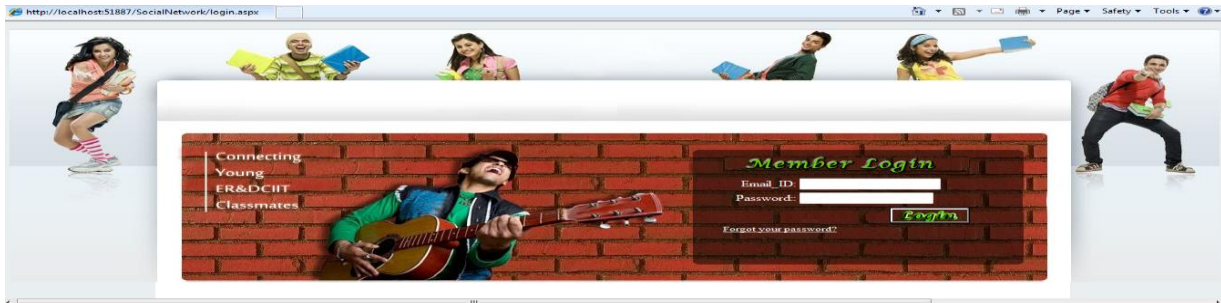 http://localhost:51887/SocialNetwork/login.aspx
Page Safety Tools
Connecting
Young
ER&DCIIT
Classmates
Member Login
Email_ID:
Password::
Login
Forgot your password?